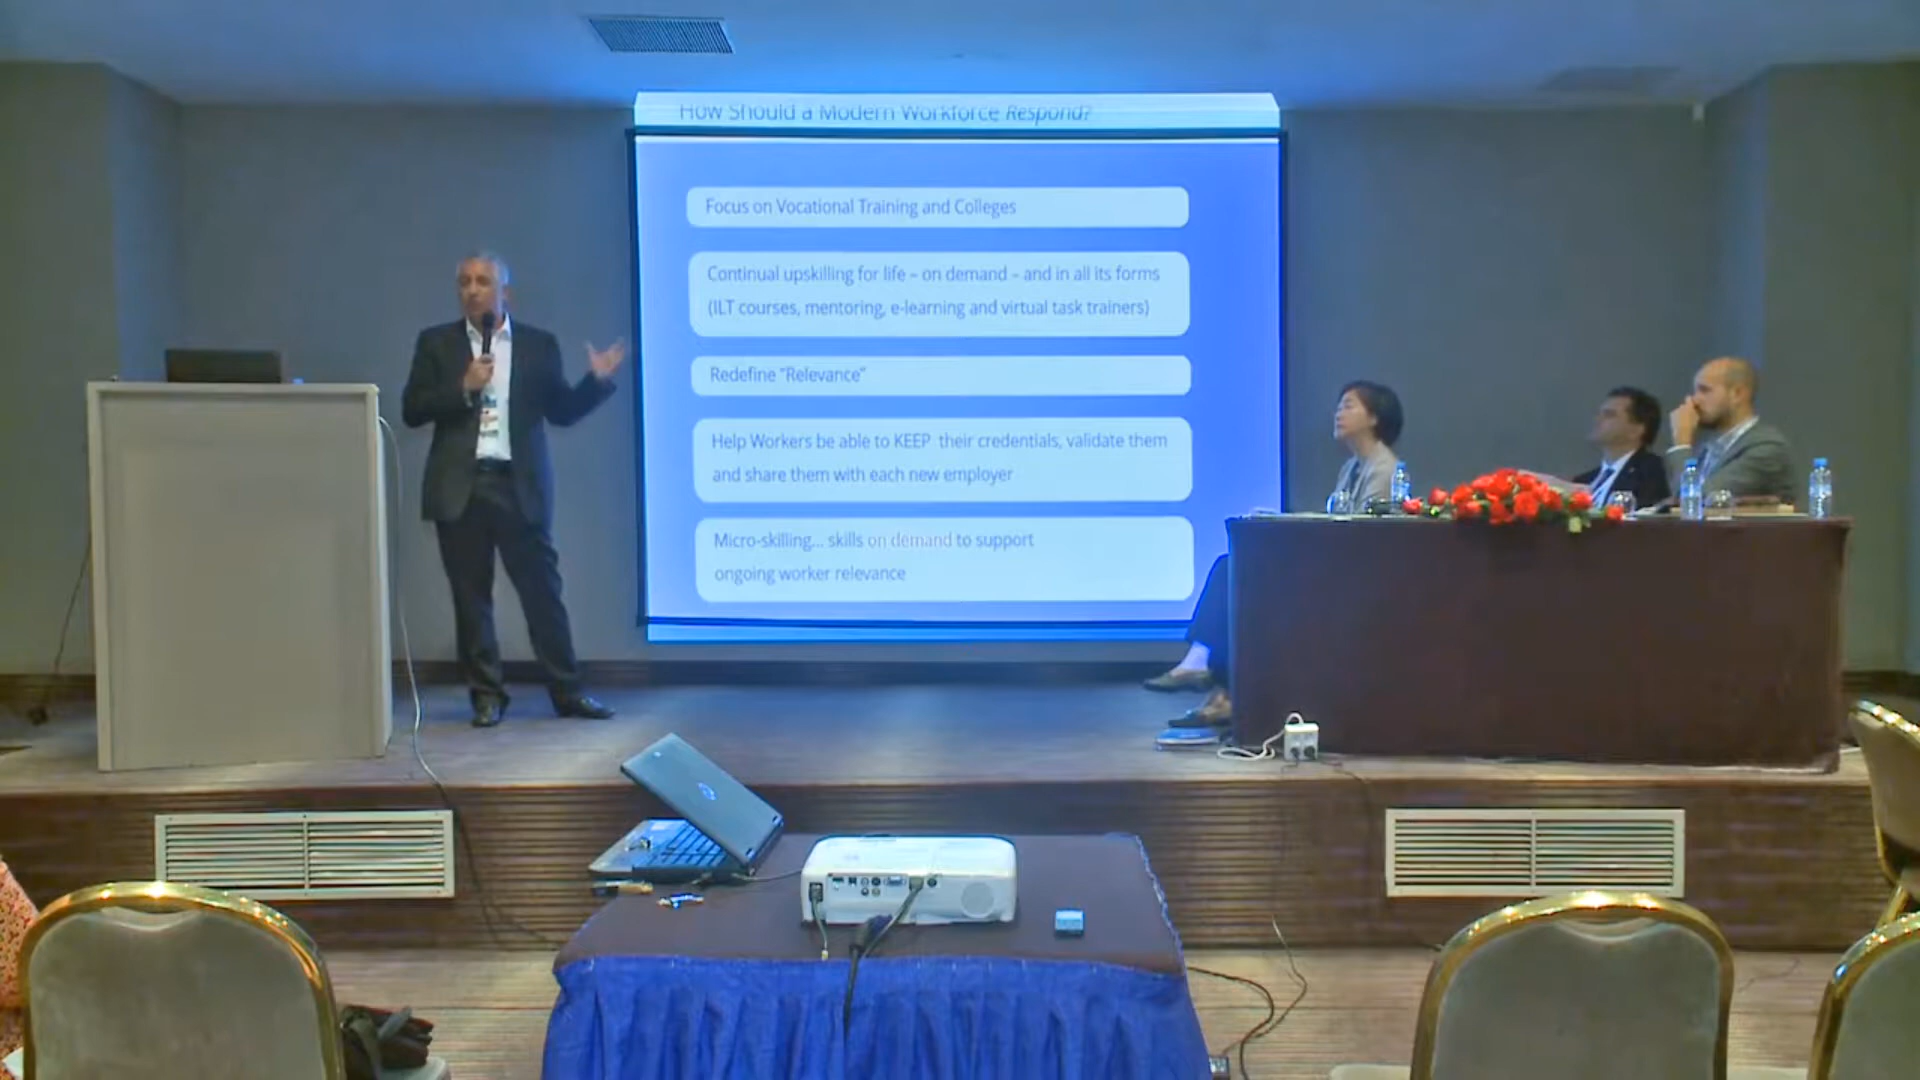 How Should a Modern Workforce Respond?
Focus on Vocational Training and Colleges
Continual upskilling for life – on demand – and in all its forms
(ILT courses, mentoring, e-learning and virtual task trainers)
Redefine "Relevance"
Help Workers be able to KEEP their credentials, validate them
and share them with each new employer
Micro-skilling... skills on demand to support
ongoing worker relevance